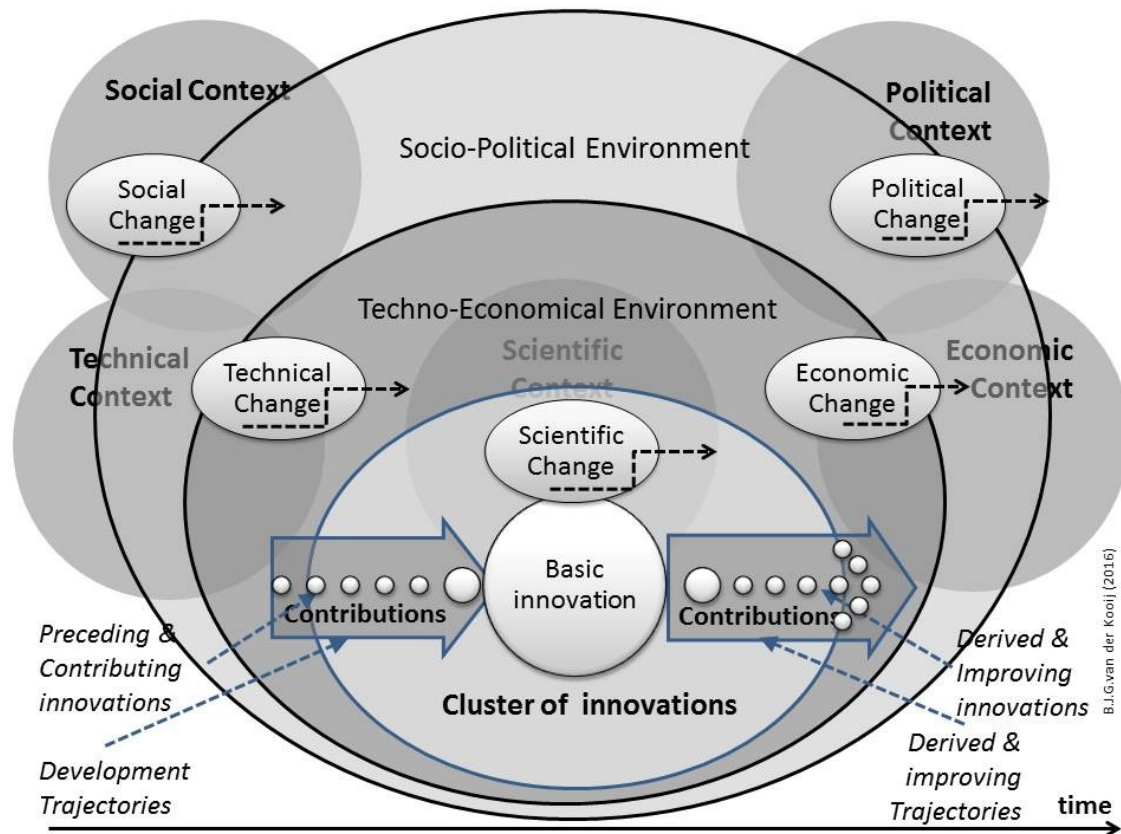 Social Context
Political
Context
Socio-Political Environment
Social
Change
Political
Change
Techno-Economical Environment
Technical
Context
Scientific
Context
Economic
Context
Technical
Change
Economic
Change
Scientific
Change
Basic
innovation
Contributions
Contributions
Preceding &
Contributing
innovations
Derived &
Improving
innovations
Cluster of innovations
Development
Trajectories
Derived &
improving
Trajectories
time
B.J.G.van der Kooij (2016)